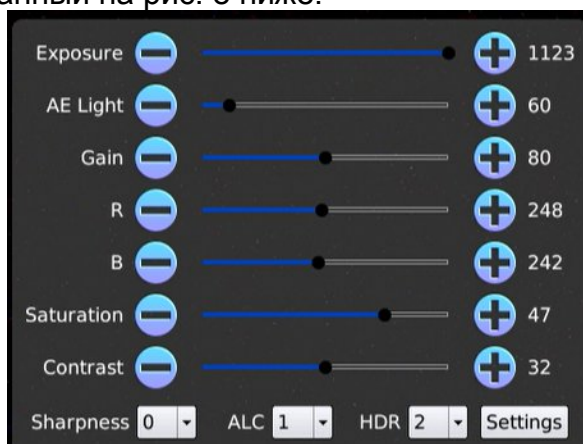 Exposure 1123
AE Light 60
Gain 80
R 248
B 242
Saturation 47
Contrast 32
Sharpness 0 ALC 1 HDR 2 Settings